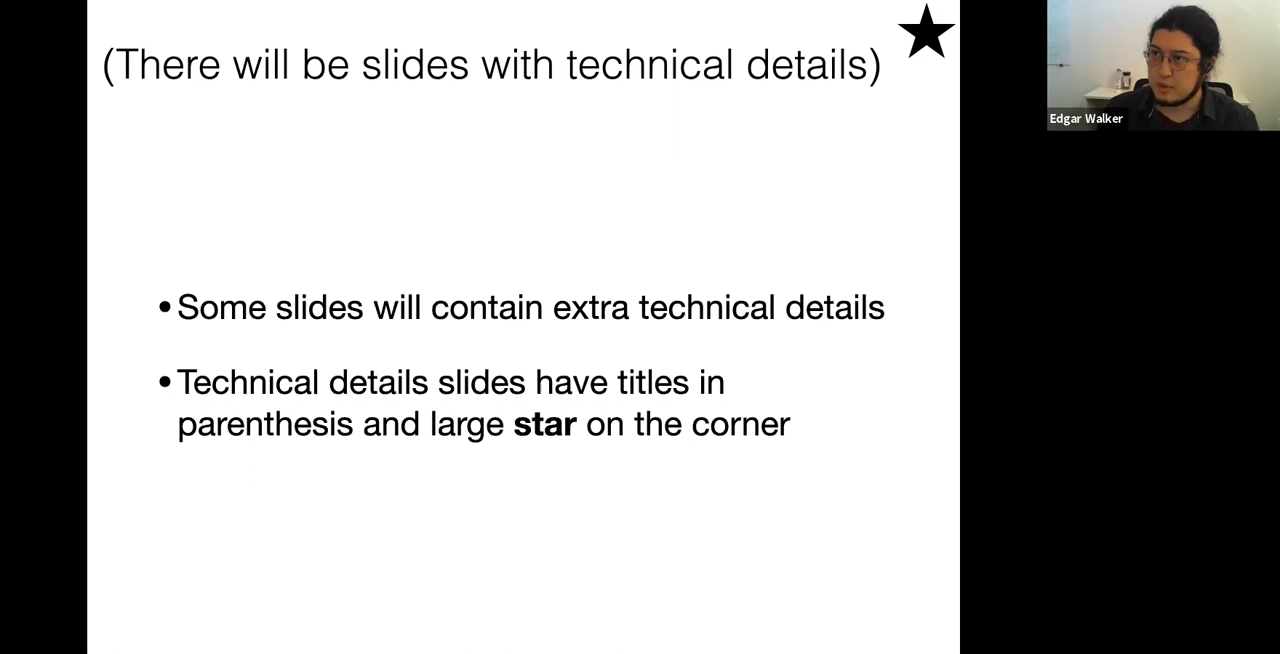 (There will be slides with technical details)
Edgar Walker
• Some slides will contain extra technical details
• Technical details slides have titles in
parenthesis and large star on the corner